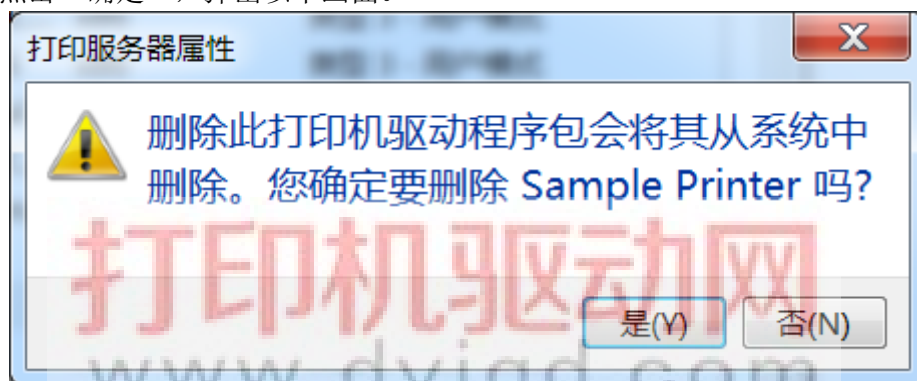 打印服务器属性
删除此打印机驱动程序包会将其从系统中
删除。您确定要删除 Sample Printer 吗?
打印机驱动网
是(Y) 否(N)